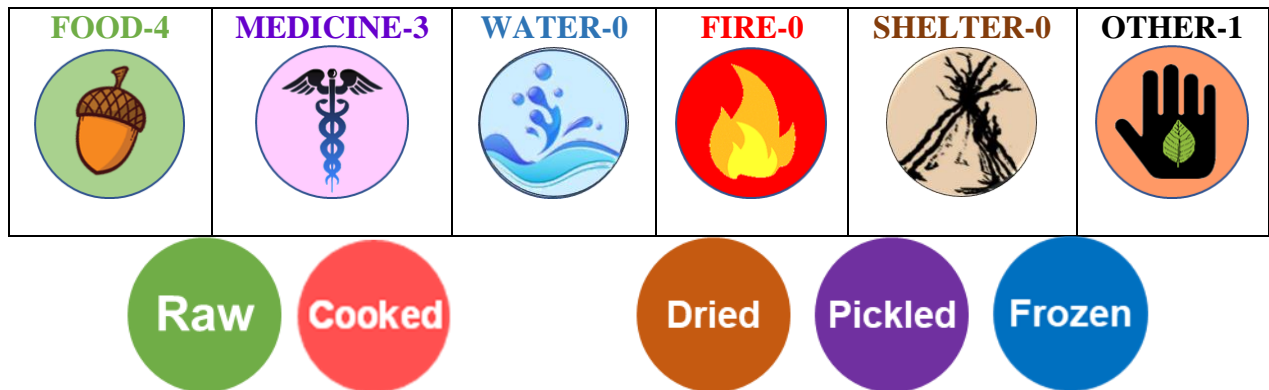 FOOD-4 MEDICINE-3 WATER-0 FIRE-0 SHELTER-0 OTHER-1
Raw Cooked Dried Pickled Frozen